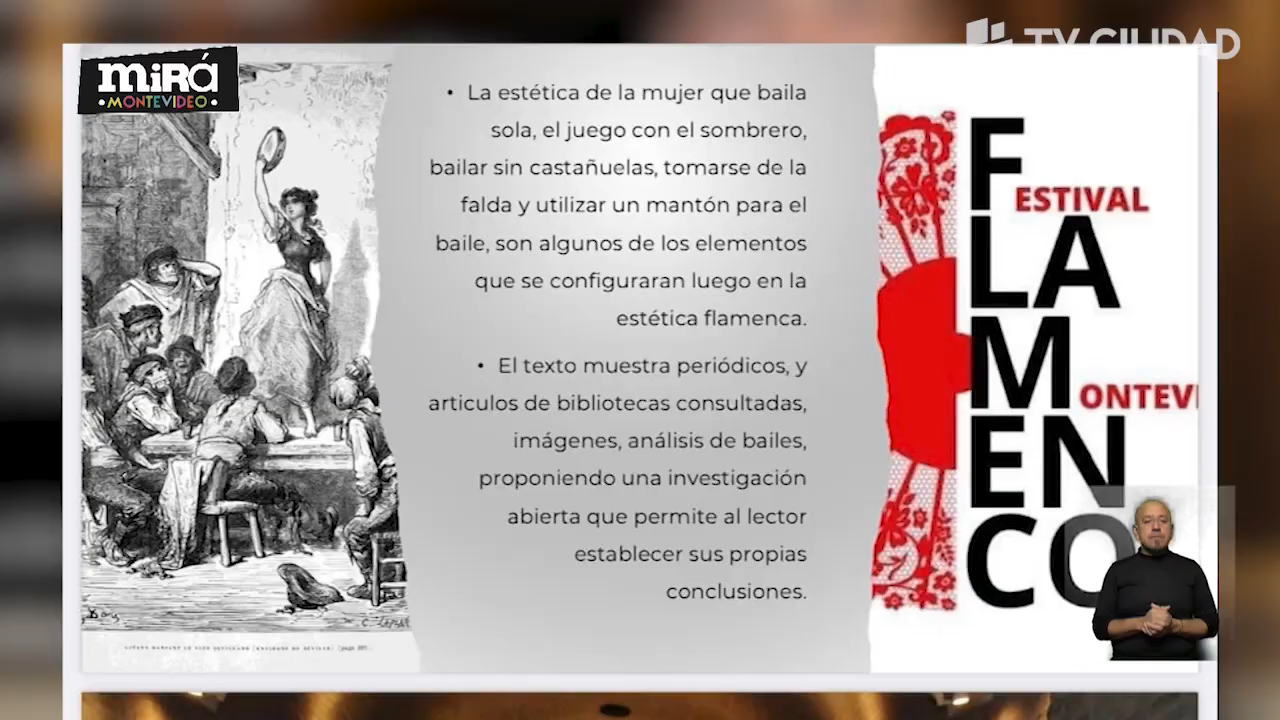 TV CIUDAD
MIRÁ
MONTEVIDEO
• La estética de la mujer que baila
sola, el juego con el sombrero,
bailar sin castañuelas, tomarse de la
falda y utilizar un mantón para el
baile, son algunos de los elementos
que se configuraran luego en la
estética flamenca.
• El texto muestra periódicos, y
articulos de bibliotecas consultadas,
imágenes, análisis de bailes,
proponiendo una investigación
abierta que permite al lector
establecer sus propias
conclusiones.
F
ESTIVAL
LA
M
ONTEVI
EN
CO